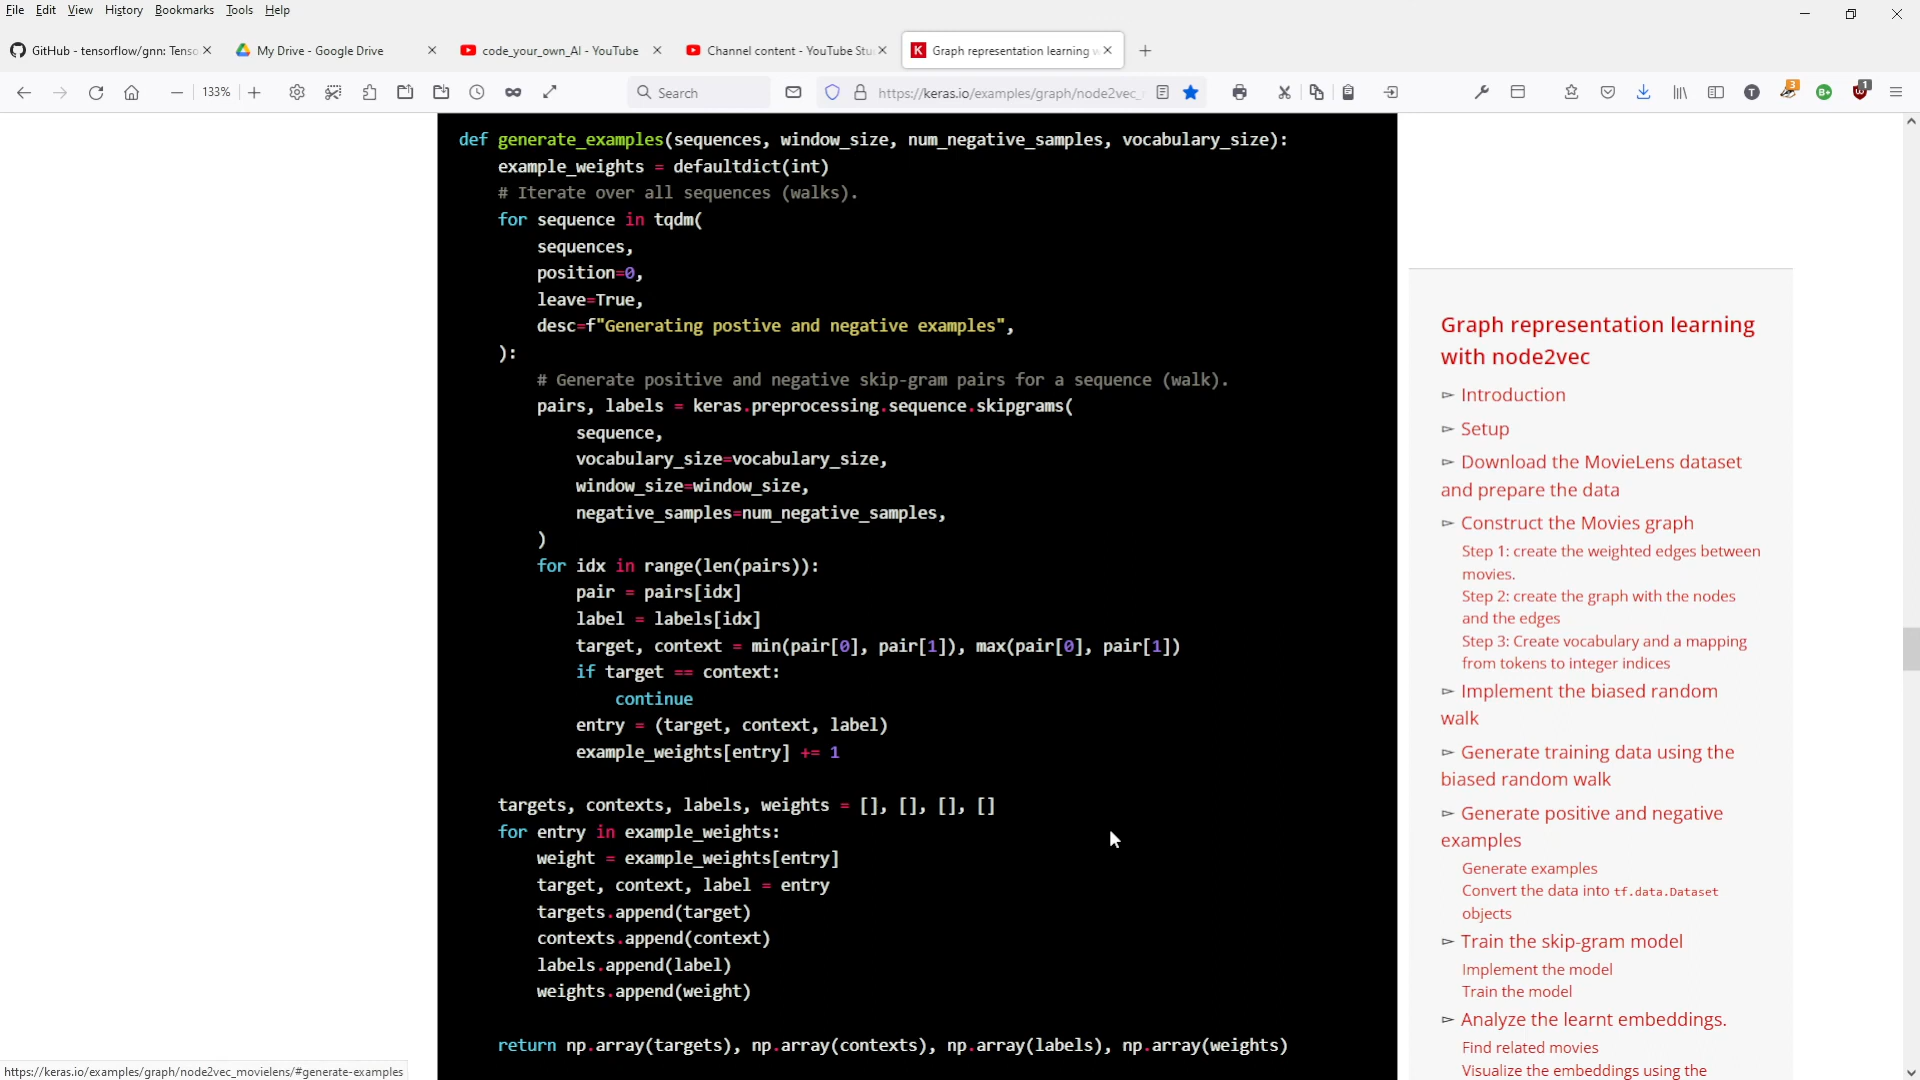 File Edit View History Bookmarks Tools Help
GitHub - tensorflow/gnn: Tenso
My Drive - Google Drive
code_your_own_AI - YouTube
Channel content - YouTube Stu
Graph representation learning w
133%
Search
https://keras.io/examples/graph/node2vec_
3
1
def generate_examples(sequences, window_size, num_negative_samples, vocabulary_size):
example_weights = defaultdict(int)
# Iterate over all sequences (walks).
for sequence in tqdm(
sequences,
position=0,
leave=True,
desc=f"Generating postive and negative examples",
):
# Generate positive and negative skip-gram pairs for a sequence (walk).
pairs, labels = keras.preprocessing.sequence.skipgrams(
sequence,
vocabulary_size=vocabulary_size,
window_size=window_size,
negative_samples=num_negative_samples,
)
for idx in range(len(pairs)):
pair = pairs[idx]
label = labels[idx]
target, context = min(pair[0], pair[1]), max(pair[0], pair[1])
if target == context:
continue
entry = (target, context, label)
example_weights[entry] += 1
targets, contexts, labels, weights = [], [], [], []
for entry in example_weights:
weight = example_weights[entry]
target, context, label = entry
targets.append(target)
contexts.append(context)
labels.append(label)
weights.append(weight)
return np.array(targets), np.array(contexts), np.array(labels), np.array(weights)
Graph representation learning
with node2vec
Introduction
Setup
Download the MovieLens dataset
and prepare the data
Construct the Movies graph
Step 1: create the weighted edges between
movies.
Step 2: create the graph with the nodes
and the edges
Step 3: Create vocabulary and a mapping
from tokens to integer indices
Implement the biased random
walk
Generate training data using the
biased random walk
Generate positive and negative
examples
Generate examples
Convert the data into tf.data.Dataset
objects
Train the skip-gram model
Implement the model
Train the model
Analyze the learnt embeddings.
Find related movies
Visualize the embeddings using the
https://keras.io/examples/graph/node2vec_movielens/#generate-examples